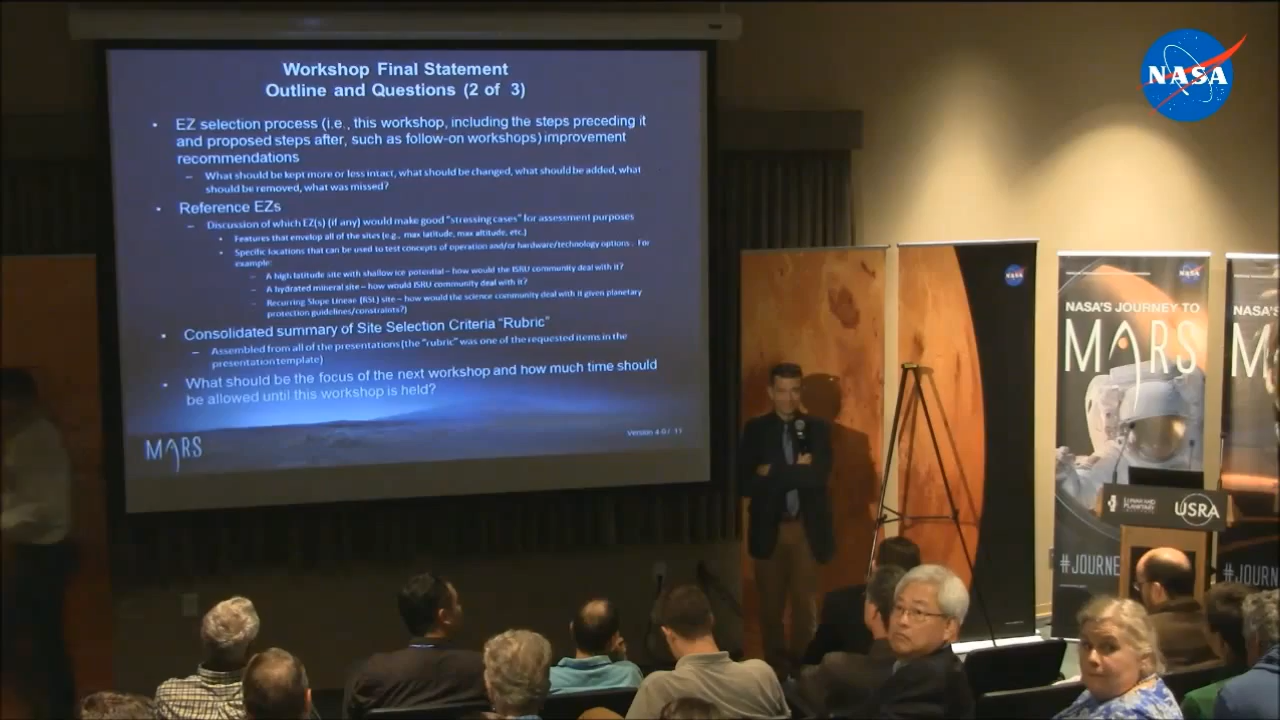 Workshop Final Statement
Outline and Questions (2 of 3)
• EZ selection process (i.e., this workshop, including the steps preceding it
and proposed steps after, such as follow-on workshops) improvement
recommendations
– What should be kept more or less intact, what should be changed, what should be added, what
should be removed, what was missed?
• Reference EZs
– Discussion of which EZ(s) (if any) would make good "stressing cases" for assessment purposes
• Features that envelop all of the sites (e.g., max latitude, max altitude, etc.)
• Specific locations that can be used to test concepts of operation and/or hardware/technology options. For
example:
– A high latitude site with shallow ice potential – how would the ISRU community deal with it?
– A hydrated mineral site – how would ISRU community deal with it?
– Recurring Slope Lineae (RSL) site – how would the science community deal with it given planetary
protection guidelines/constraints?)
• Consolidated summary of Site Selection Criteria "Rubric"
– Assembled from all of the presentations (the "rubric" was one of the requested items in the
presentation template)
• What should be the focus of the next workshop and how much time should
be allowed until this workshop is held?
MARS
Version 4.0 / 11
NASA
NASA
NASA'S JOURNEY TO
MARS
#JOURNE
LUNAR AND
PLANETARY
USRA
M
#JOURN